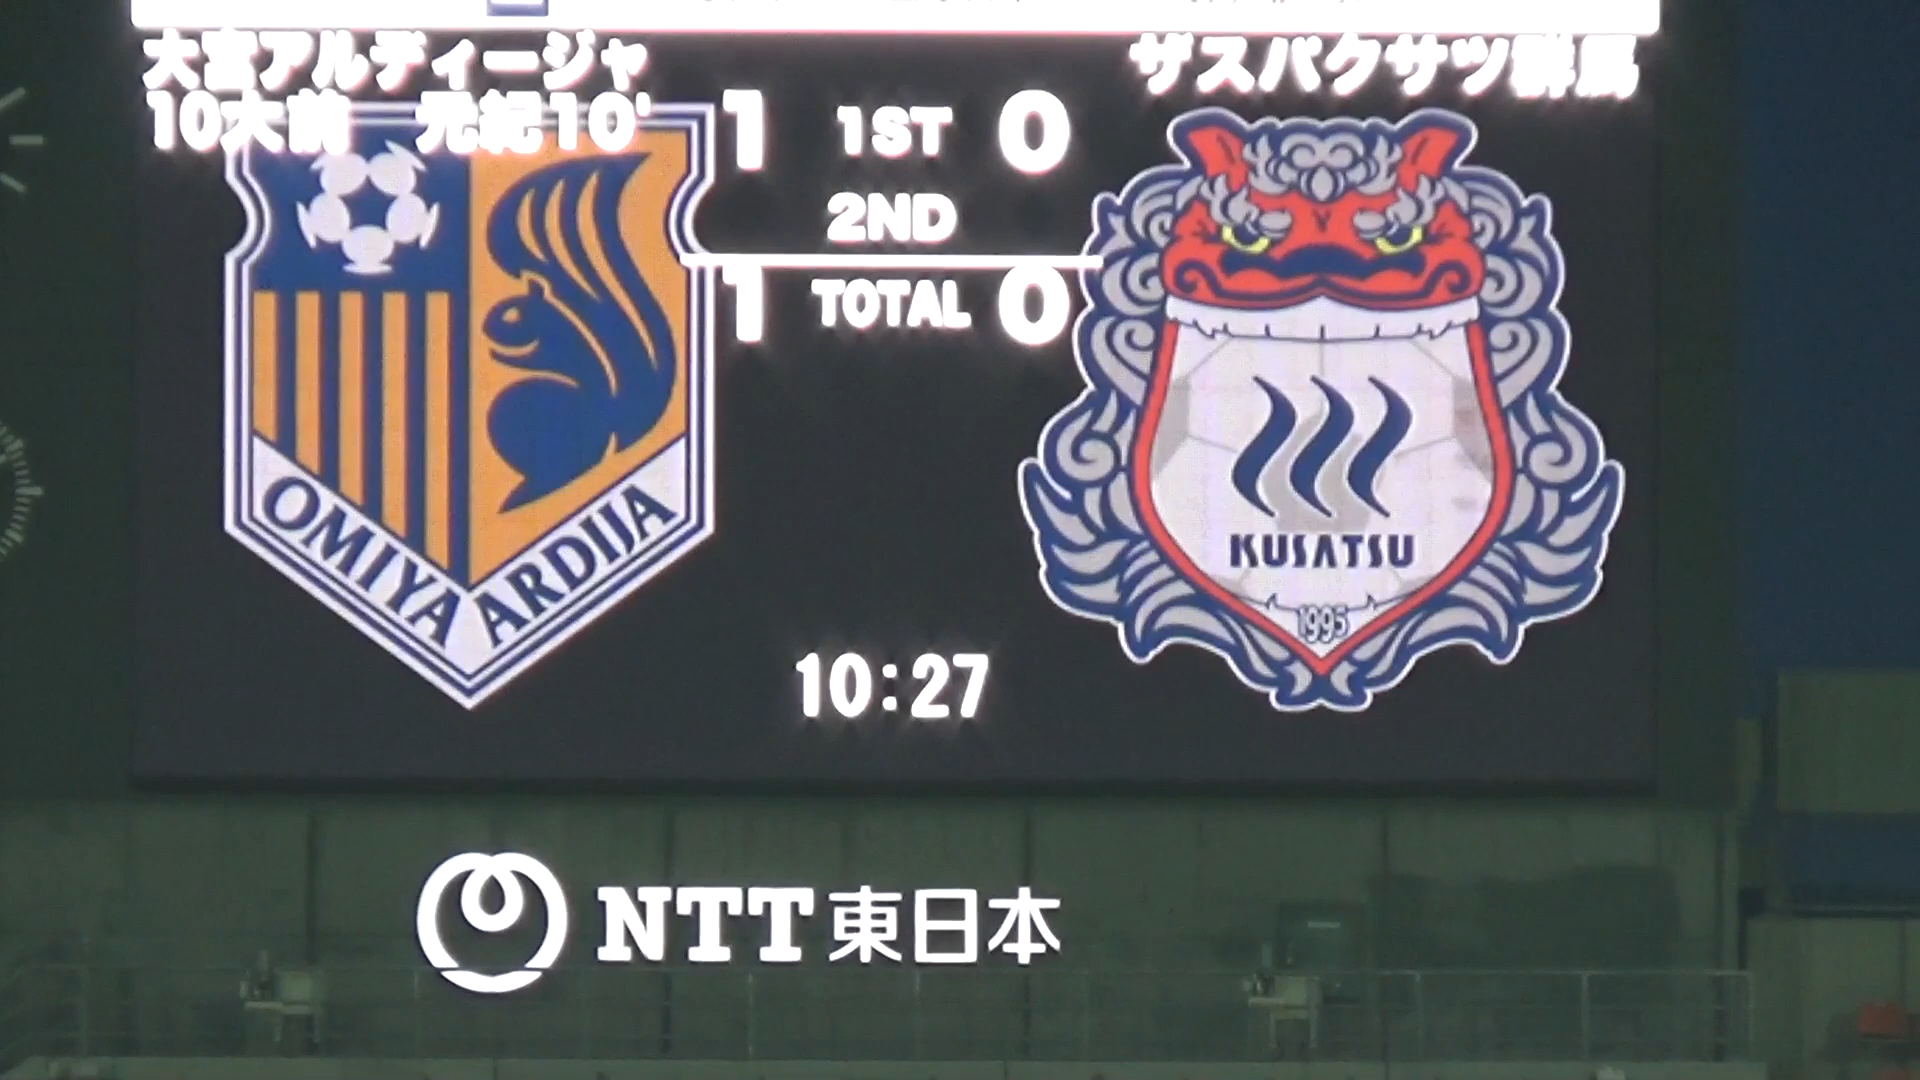 大宮アルディージャ
ザスパクサツ群馬
10大前 元紀10'
1 1ST 0
2ND
1 TOTAL 0
OMIYA ARDIJA
KUSATSU
1995
10:27
NTT東日本